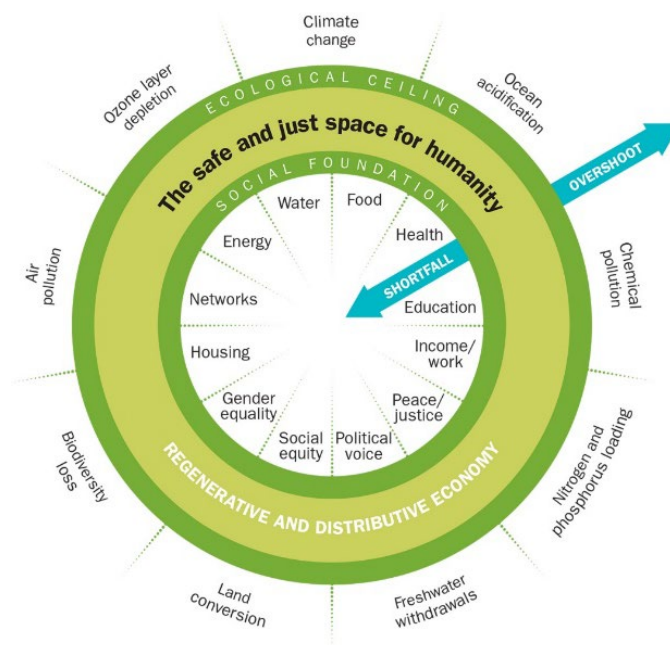 Climate
change
Ocean
acidification
Chemical
pollution
Nitrogen and
phosphorus loading
Freshwater
withdrawals
Land
conversion
Biodiversity
loss
Air
pollution
Ozone layer
depletion
ECOLOGICAL CEILING
OVERSHOOT
The safe and just space for humanity
SOCIAL FOUNDATION
Water
Food
Health
SHORTFALL
Education
Income/
work
Peace/
justice
Political
voice
Social
equity
Gender
equality
Housing
Networks
Energy
REGENERATIVE AND DISTRIBUTIVE ECONOMY